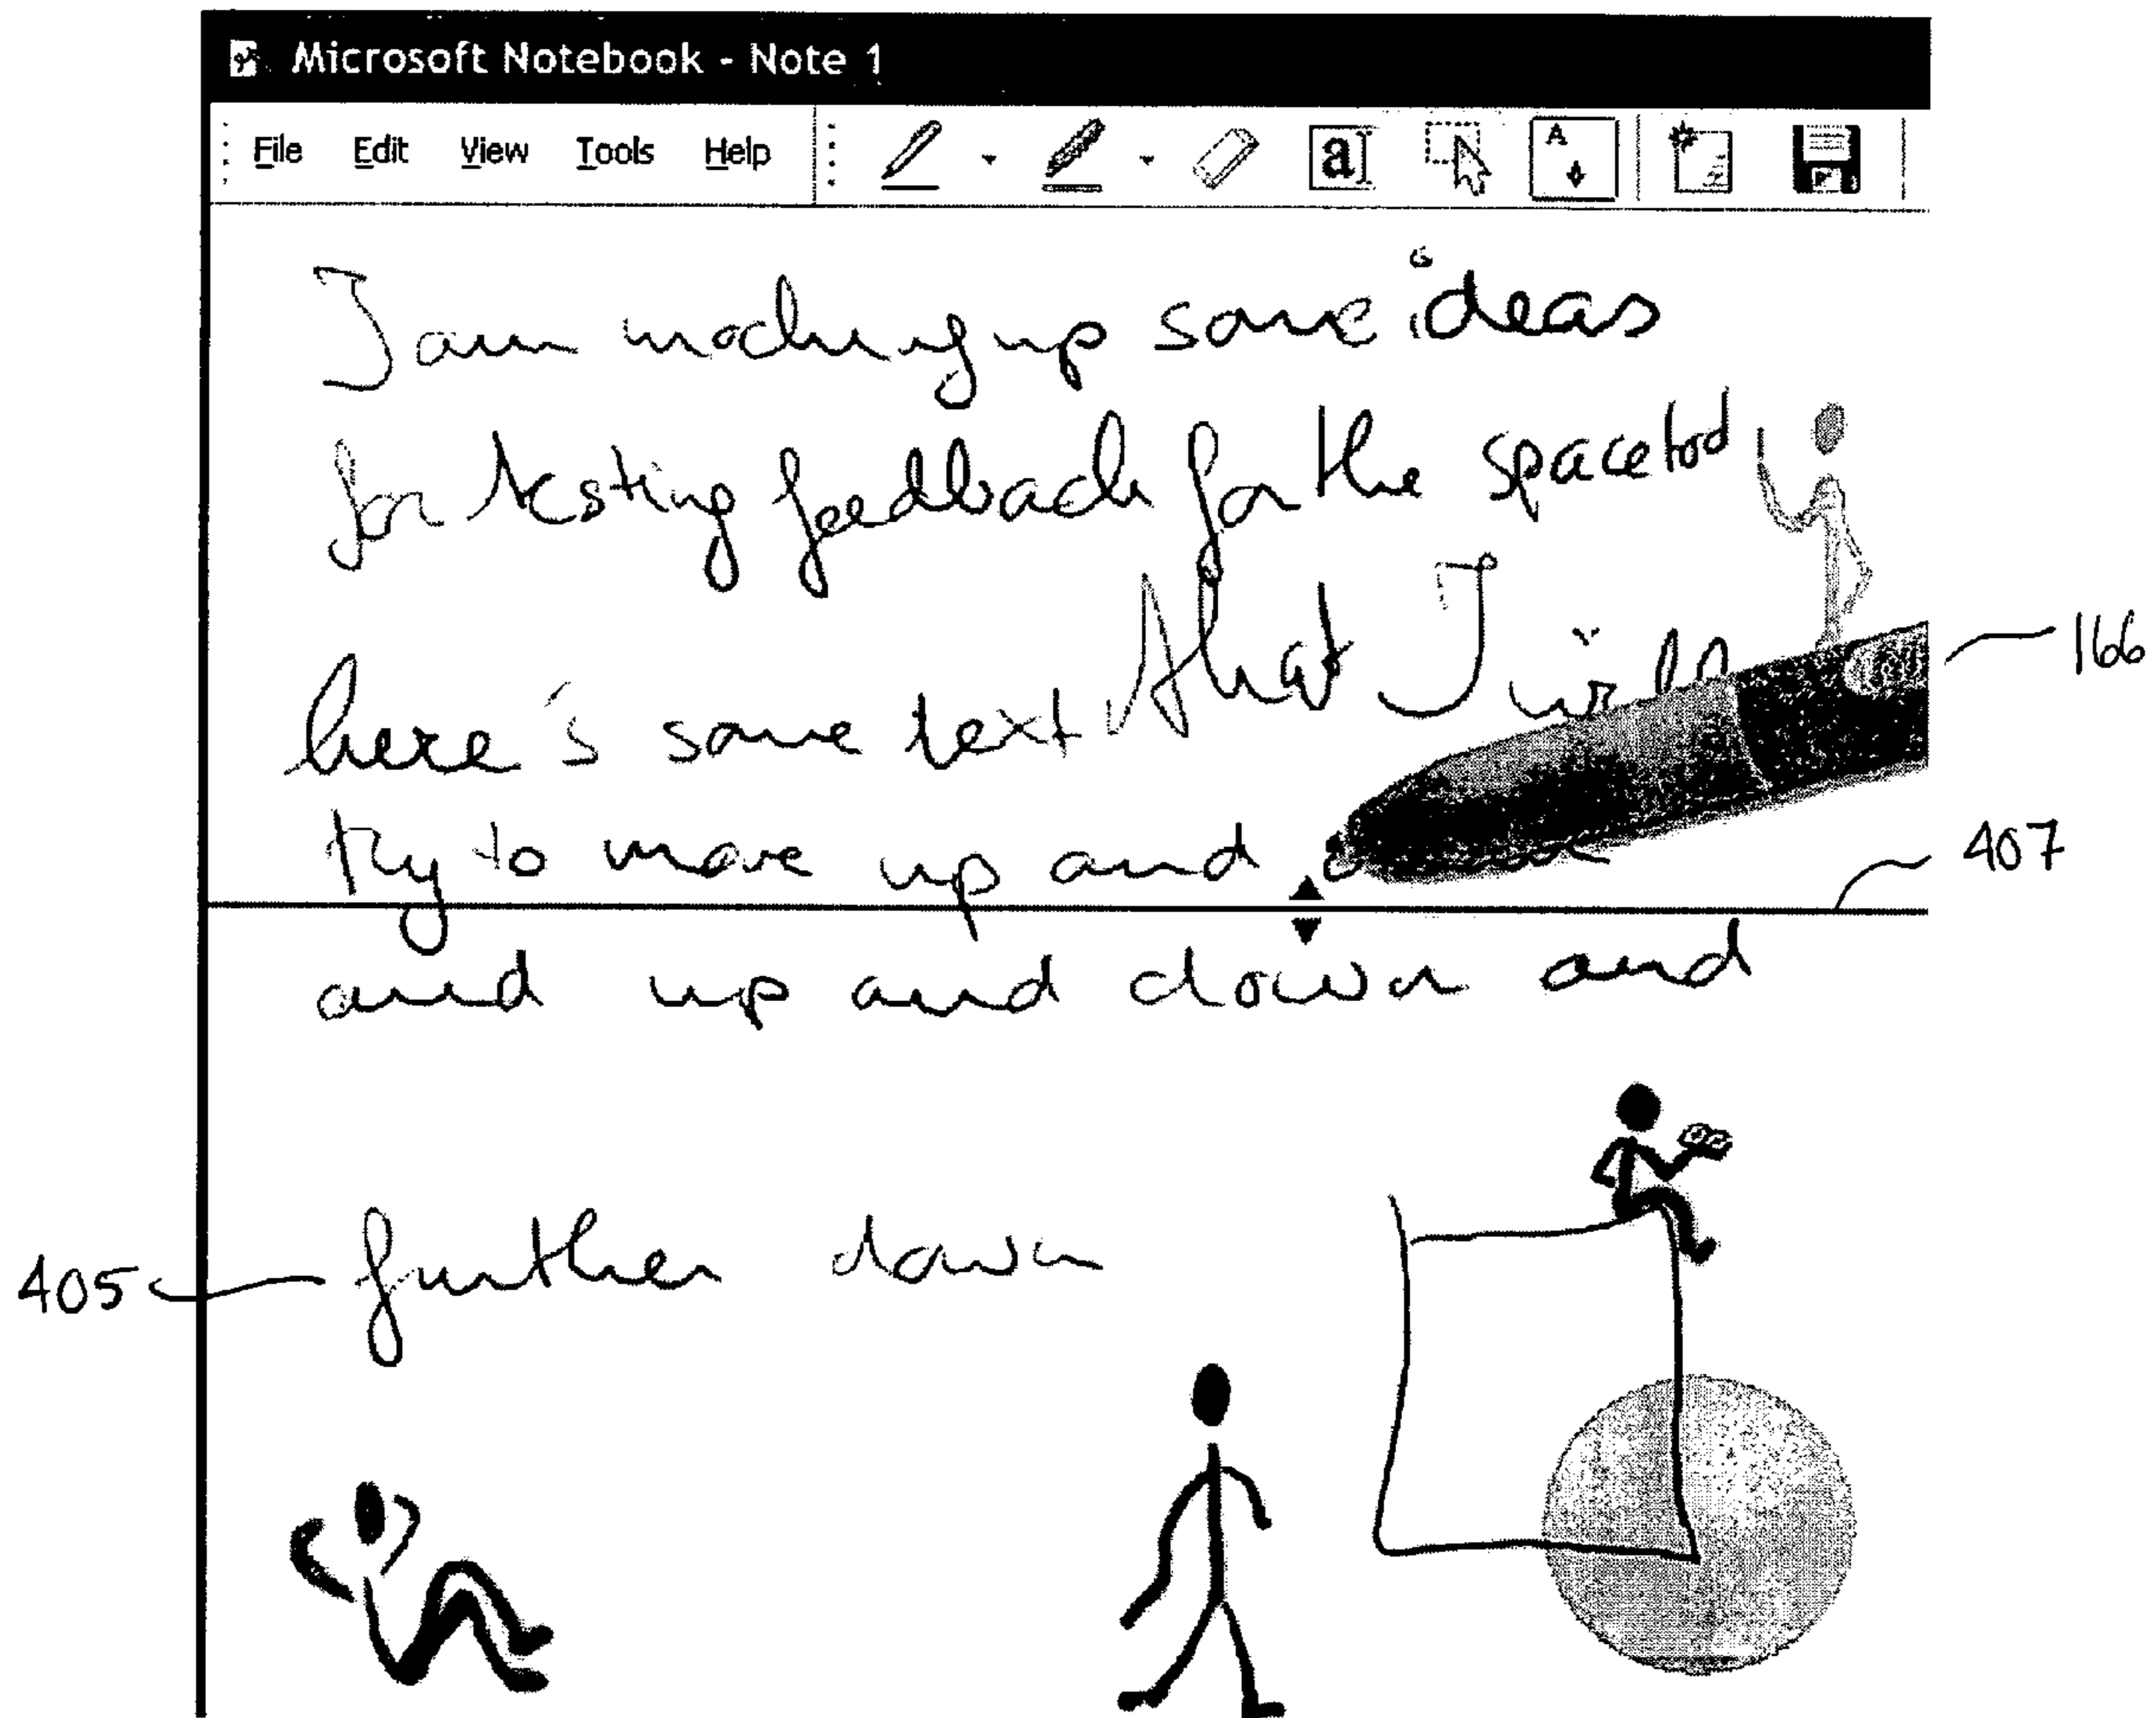 Microsoft Notebook - Note 1
File Edit View Tools Help
a
A
I am mocking up some ideas
for testing feedback for the spacetool
here's some text that I will
166
try to move up and
407
and up and down and
405
further down